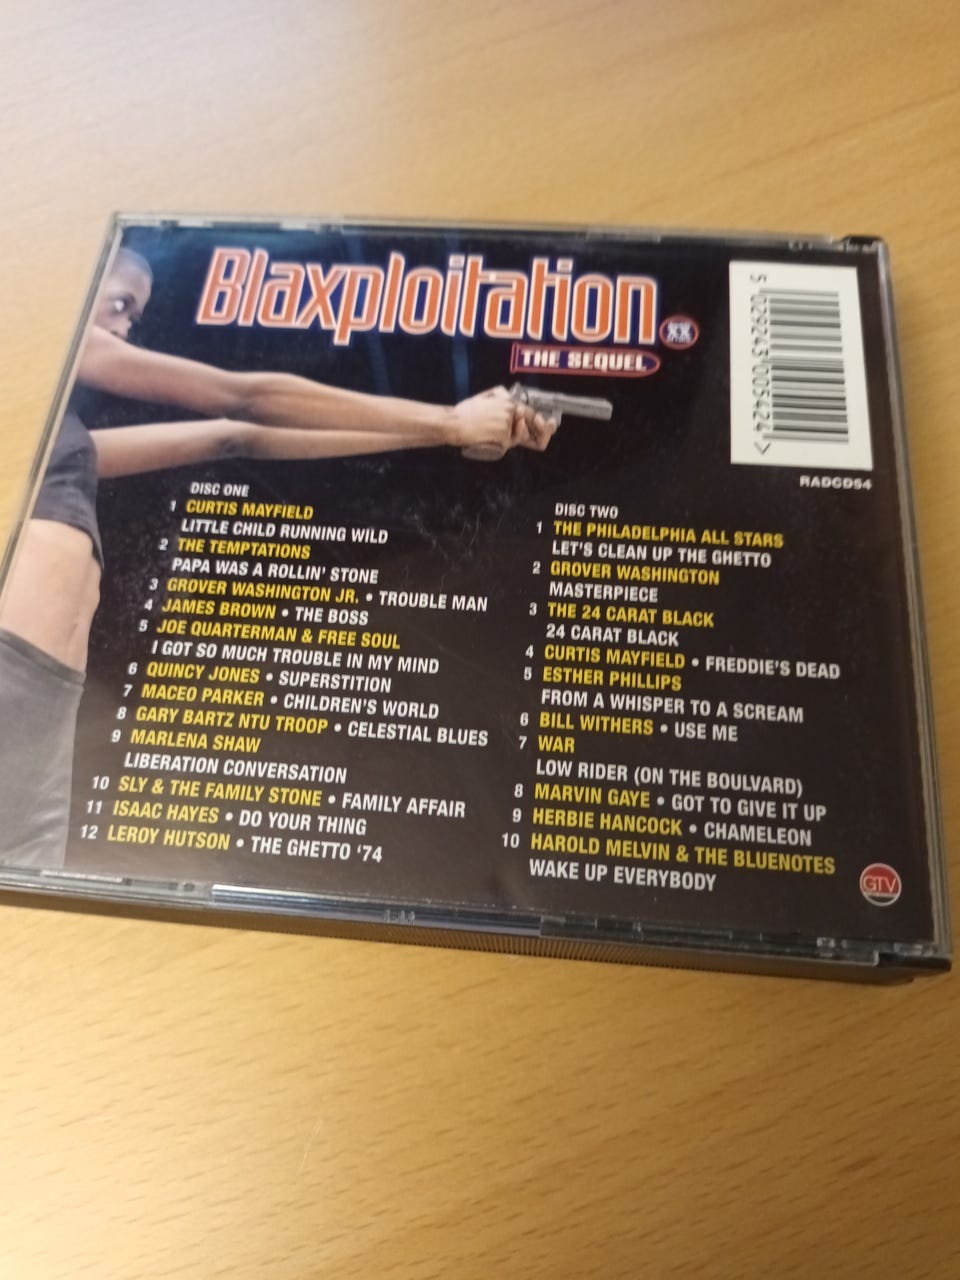 Blaxploitation
THE SEQUEL
5 029243 005424 >
RADCD54
DISC ONE
1 CURTIS MAYFIELD
LITTLE CHILD RUNNING WILD
2 THE TEMPTATIONS
PAPA WAS A ROLLIN' STONE
3 GROVER WASHINGTON JR. • TROUBLE MAN
4 JAMES BROWN • THE BOSS
5 JOE QUARTERMAN & FREE SOUL
I GOT SO MUCH TROUBLE IN MY MIND
6 QUINCY JONES • SUPERSTITION
7 MACEO PARKER • CHILDREN'S WORLD
8 GARY BARTZ NTU TROOP • CELESTIAL BLUES
9 MARLENA SHAW
LIBERATION CONVERSATION
10 SLY & THE FAMILY STONE • FAMILY AFFAIR
11 ISAAC HAYES • DO YOUR THING
12 LEROY HUTSON • THE GHETTO '74
DISC TWO
1 THE PHILADELPHIA ALL STARS
LET'S CLEAN UP THE GHETTO
2 GROVER WASHINGTON
MASTERPIECE
3 THE 24 CARAT BLACK
24 CARAT BLACK
4 CURTIS MAYFIELD • FREDDIE'S DEAD
5 ESTHER PHILLIPS
FROM A WHISPER TO A SCREAM
6 BILL WITHERS • USE ME
7 WAR
LOW RIDER (ON THE BOULVARD)
8 MARVIN GAYE • GOT TO GIVE IT UP
9 HERBIE HANCOCK • CHAMELEON
10 HAROLD MELVIN & THE BLUENOTES
WAKE UP EVERYBODY
GTV